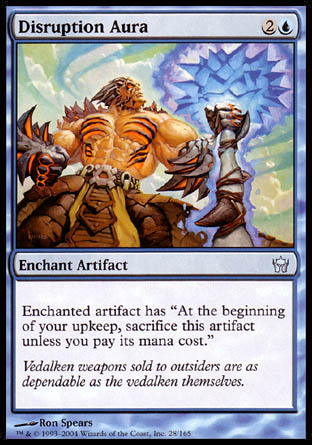 Disruption Aura 2
Enchant Artifact
Enchanted artifact has "At the beginning
of your upkeep, sacrifice this artifact
unless you pay its mana cost."
Vedalken weapons sold to outsiders are as
dependable as the vedalken themselves.
Ron Spears
™ & © 1993–2004 Wizards of the Coast, Inc. 28/165